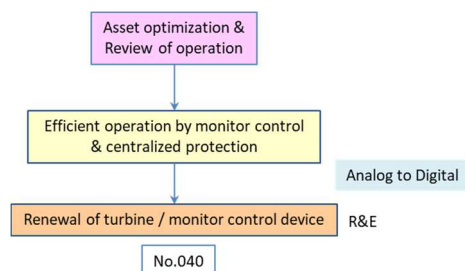 Asset optimization &
Review of operation
Efficient operation by monitor control
& centralized protection
Analog to Digital
Renewal of turbine / monitor control device
R&E
No.040